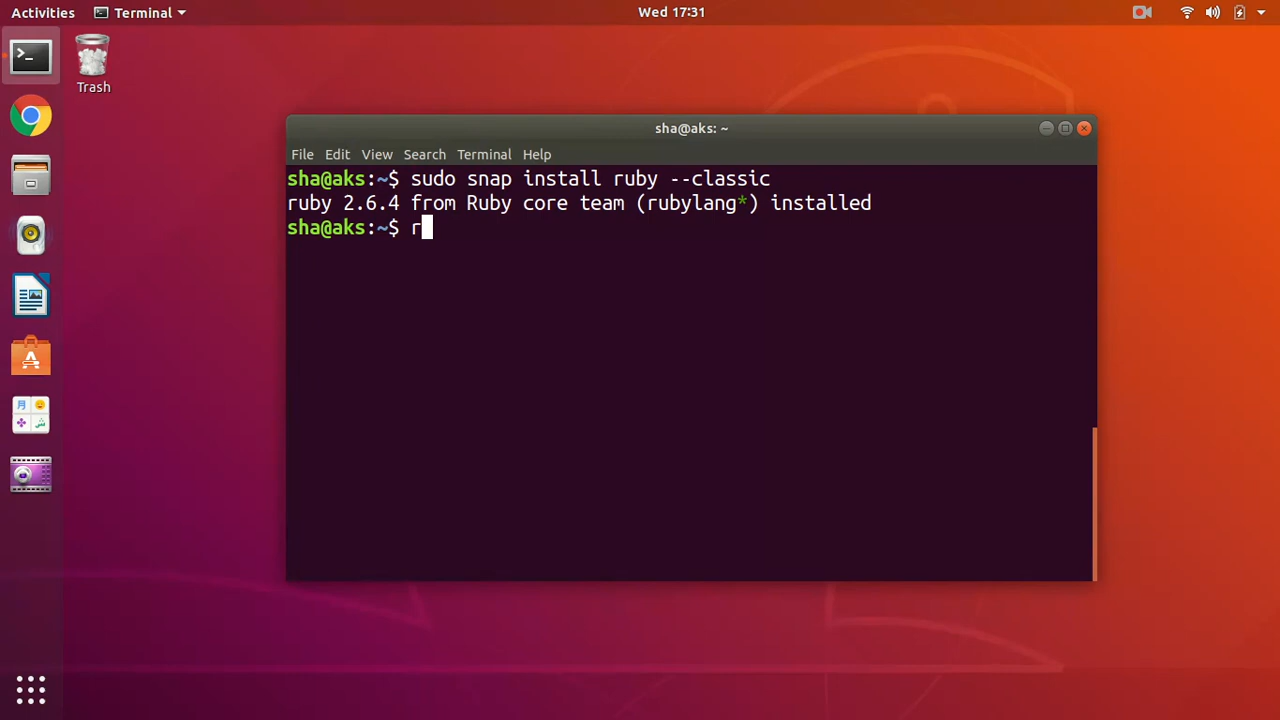 Activities
Terminal
Wed 17:31
Trash
sha@aks: ~
File Edit View Search Terminal Help
sha@aks:~$ sudo snap install ruby --classic
ruby 2.6.4 from Ruby core team (rubylang*) installed
sha@aks:~$ r